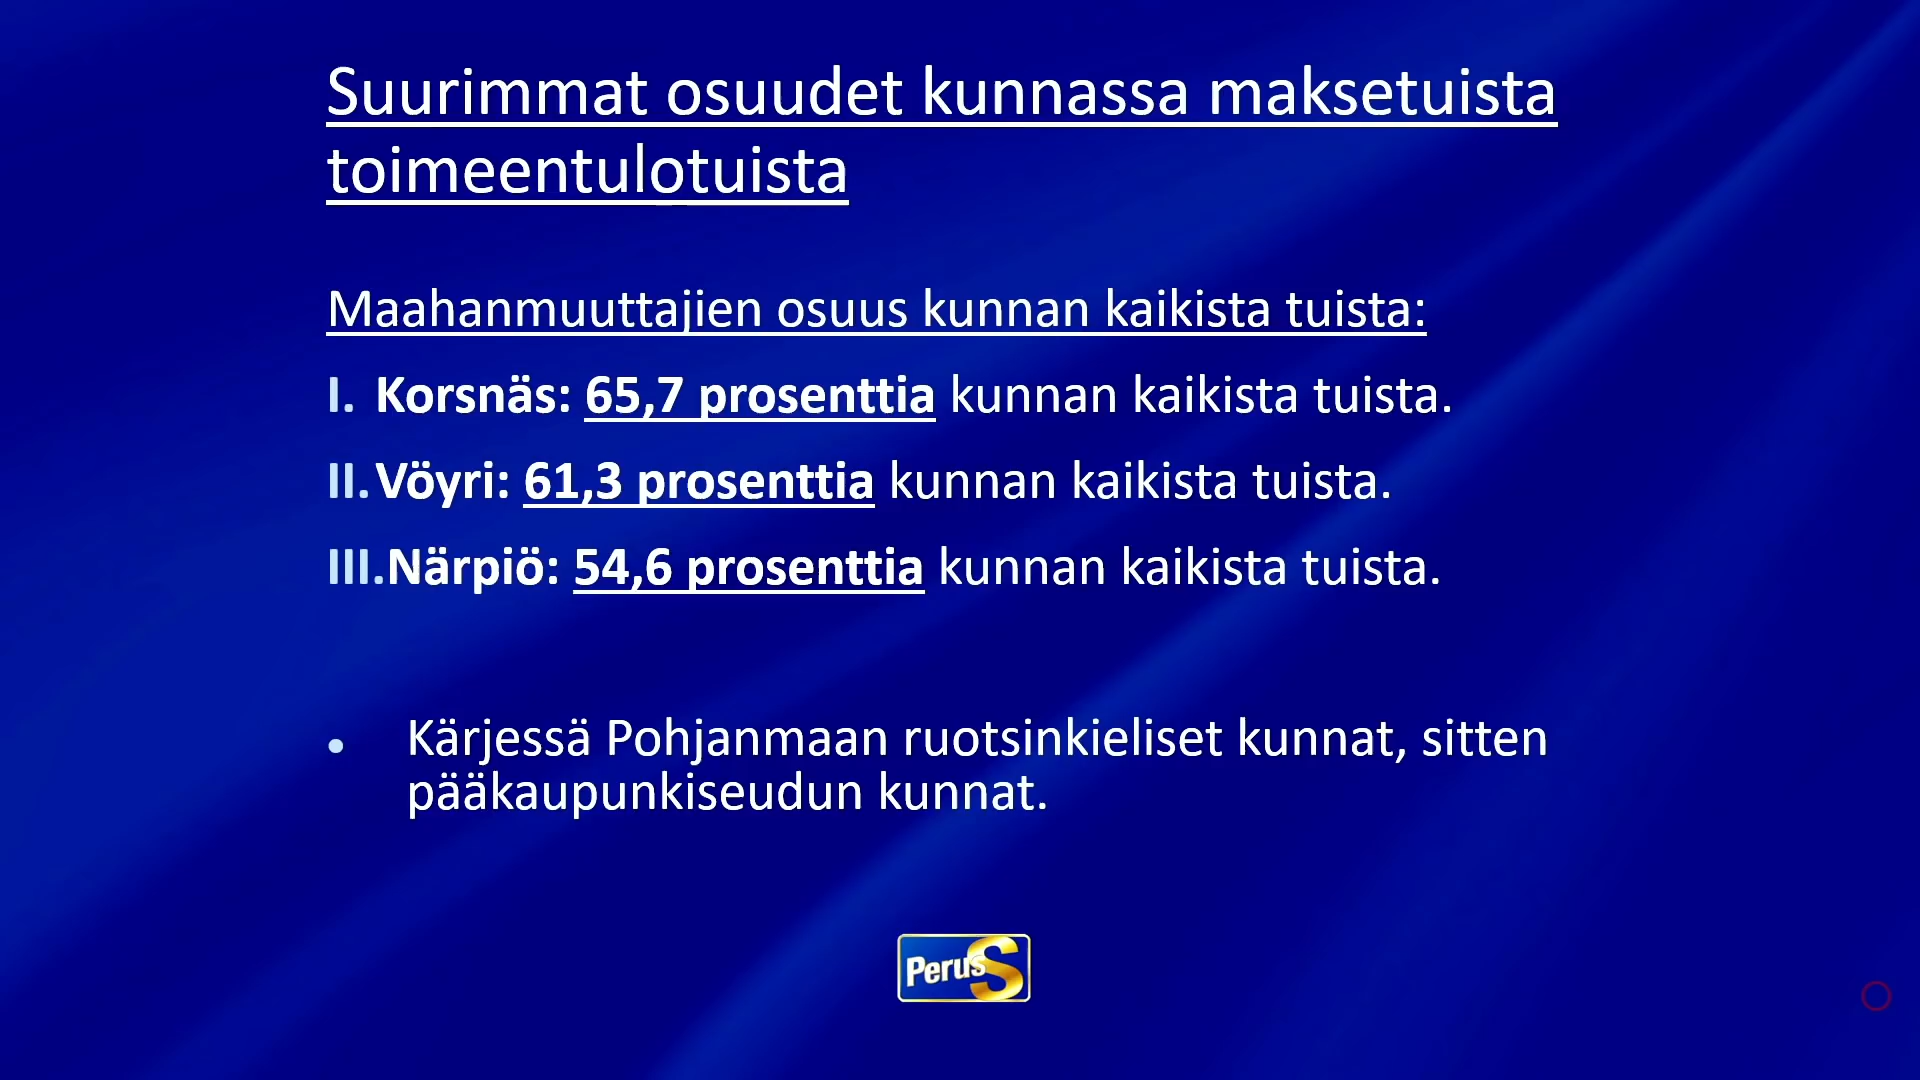 Suurimmat osuudet kunnassa maksetuista
toimeentulotuista
Maahanmuuttajien osuus kunnan kaikista tuista:
I. Korsnäs: 65,7 prosenttia kunnan kaikista tuista.
II. Vöyri: 61,3 prosenttia kunnan kaikista tuista.
III. Närpiö: 54,6 prosenttia kunnan kaikista tuista.
• Kärjessä Pohjanmaan ruotsinkieliset kunnat, sitten
pääkaupunkiseudun kunnat.
PerusS